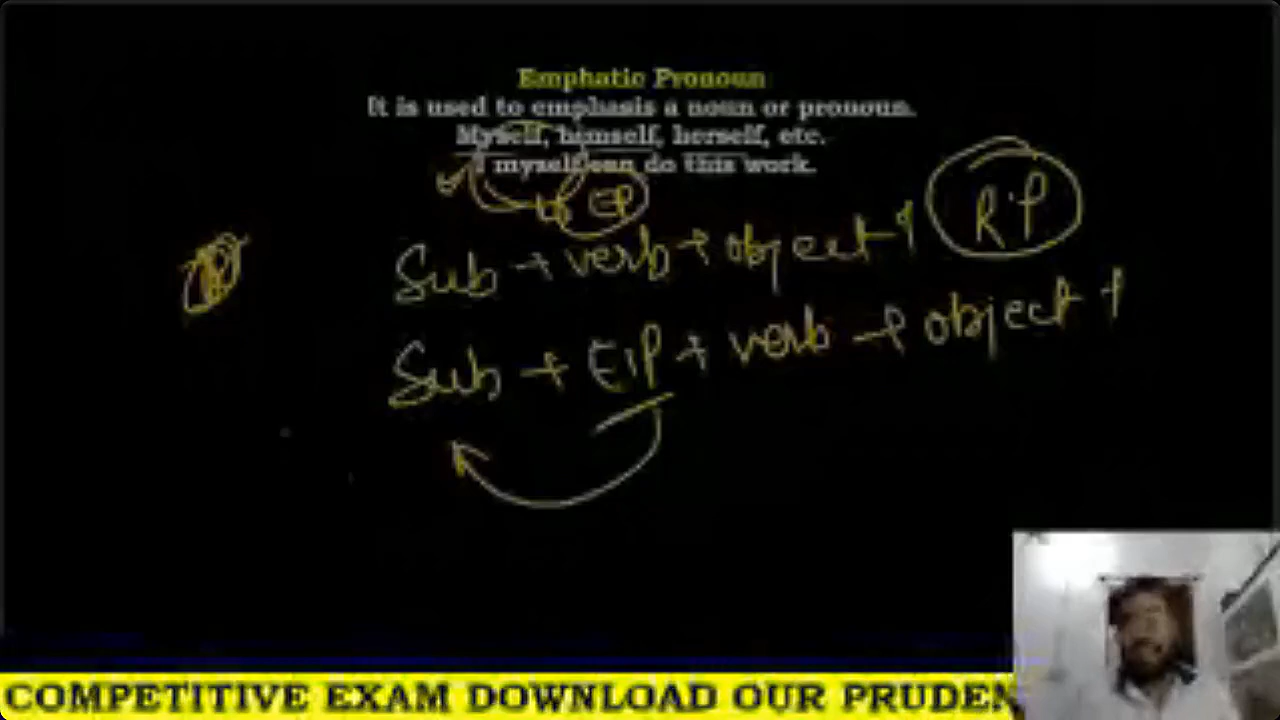 Emphatic Pronoun
It is used to emphasis a noun or pronoun.
Myself, himself, herself, etc.
I myself can do this work.
EP
Sub + verb + object + R.P
Sub + E.P + verb + object +
COMPETITIVE EXAM DOWNLOAD OUR PRUDEN